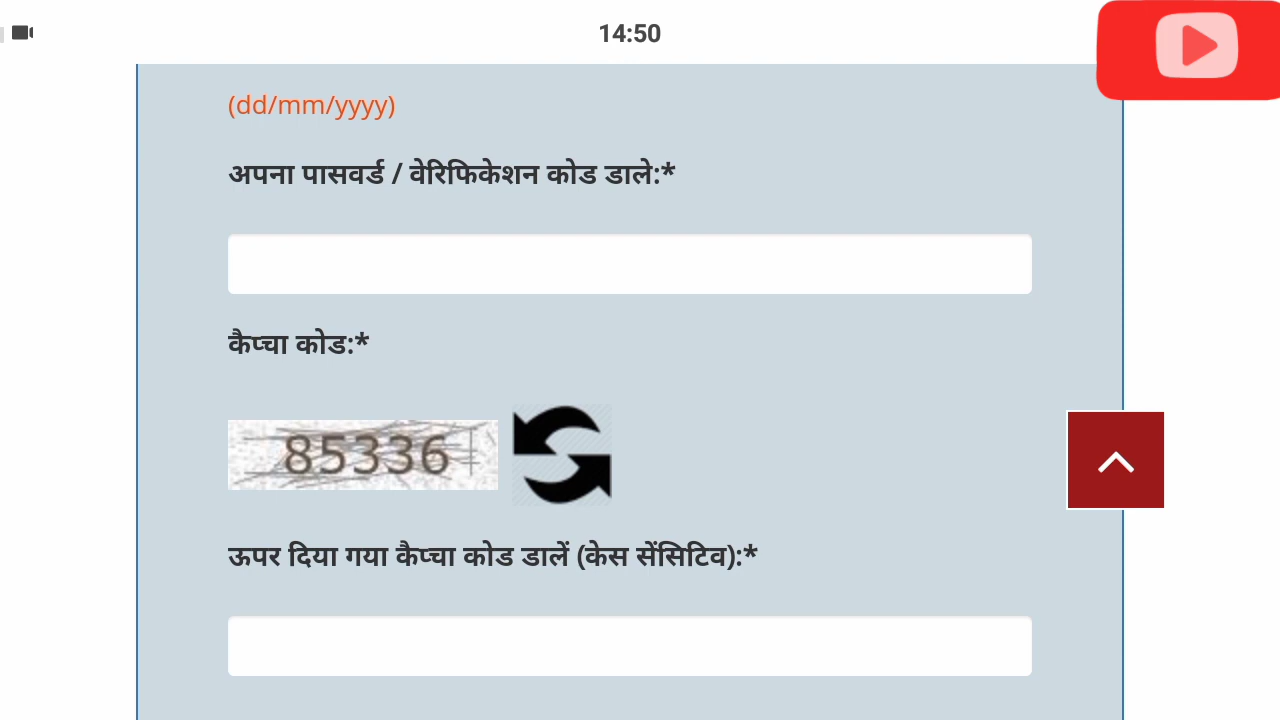 14:50
(dd/mm/yyyy)
अपना पासवर्ड / वेरिफिकेशन कोड डाले:*
कैप्चा कोड:*
85336
ऊपर दिया गया कैप्चा कोड डालें (केस सेंसिटिव):*